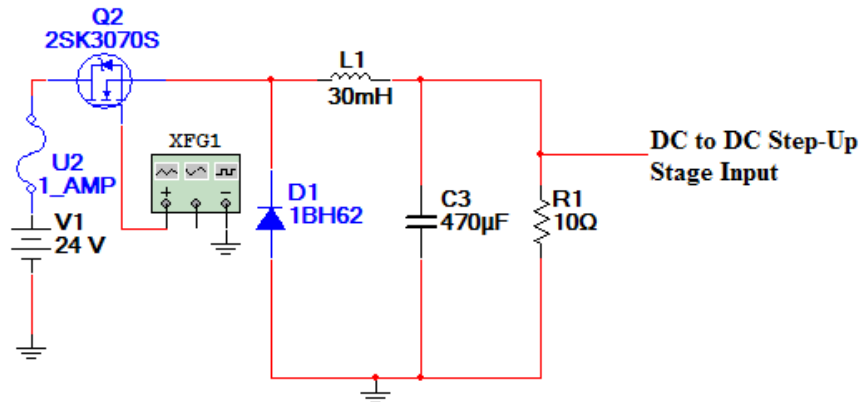 Q2
2SK3070S
L1
30mH
XFG1
DC to DC Step-Up
Stage Input
U2
1_AMP
D1
1BH62
C3
470µF
R1
10Ω
V1
24 V
+
−